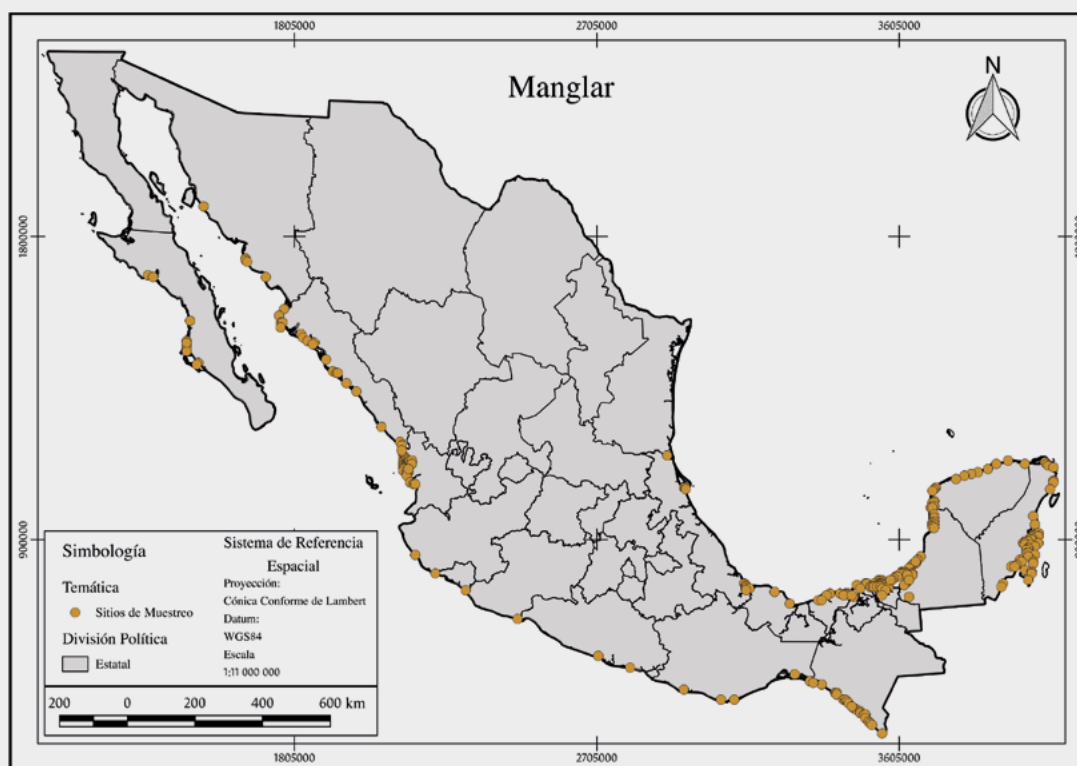 1805000
2705000
3605000
Manglar
N
1800000
900000
Simbología
Temática
Sitios de Muestreo
División Política
Estatal
Sistema de Referencia
Espacial
Proyección:
Cónica Conforme de Lambert
Datum:
WGS84
Escala
1:11 000 000
200 0 200 400 600 km
1805000
2705000
3605000